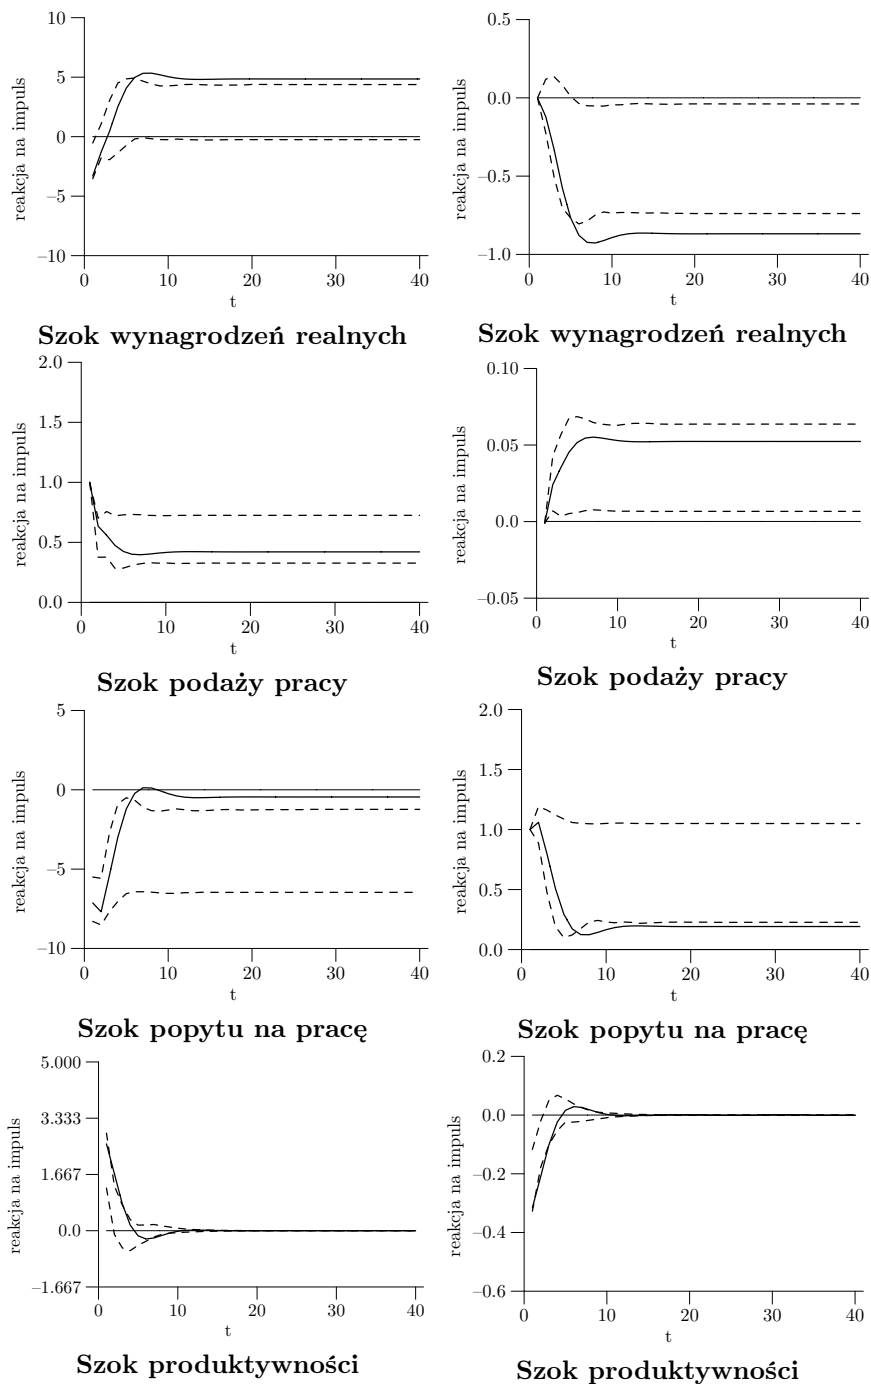 10
5
0
−5
−10
reakcja na impuls
0 10 20 30 40
t
Szok wynagrodzeń realnych
0.5
0.0
−0.5
−1.0
reakcja na impuls
0 10 20 30 40
t
Szok wynagrodzeń realnych
2.0
1.5
1.0
0.5
0.0
reakcja na impuls
0 10 20 30 40
t
Szok podaży pracy
0.10
0.05
0.0
−0.05
reakcja na impuls
0 10 20 30 40
t
Szok podaży pracy
5
0
−5
−10
reakcja na impuls
0 10 20 30 40
t
Szok popytu na pracę
2.0
1.5
1.0
0.5
0.0
reakcja na impuls
0 10 20 30 40
t
Szok popytu na pracę
5.000
3.333
1.667
0.0
−1.667
reakcja na impuls
0 10 20 30 40
t
Szok produktywności
0.2
0.0
−0.2
−0.4
−0.6
reakcja na impuls
0 10 20 30 40
t
Szok produktywności